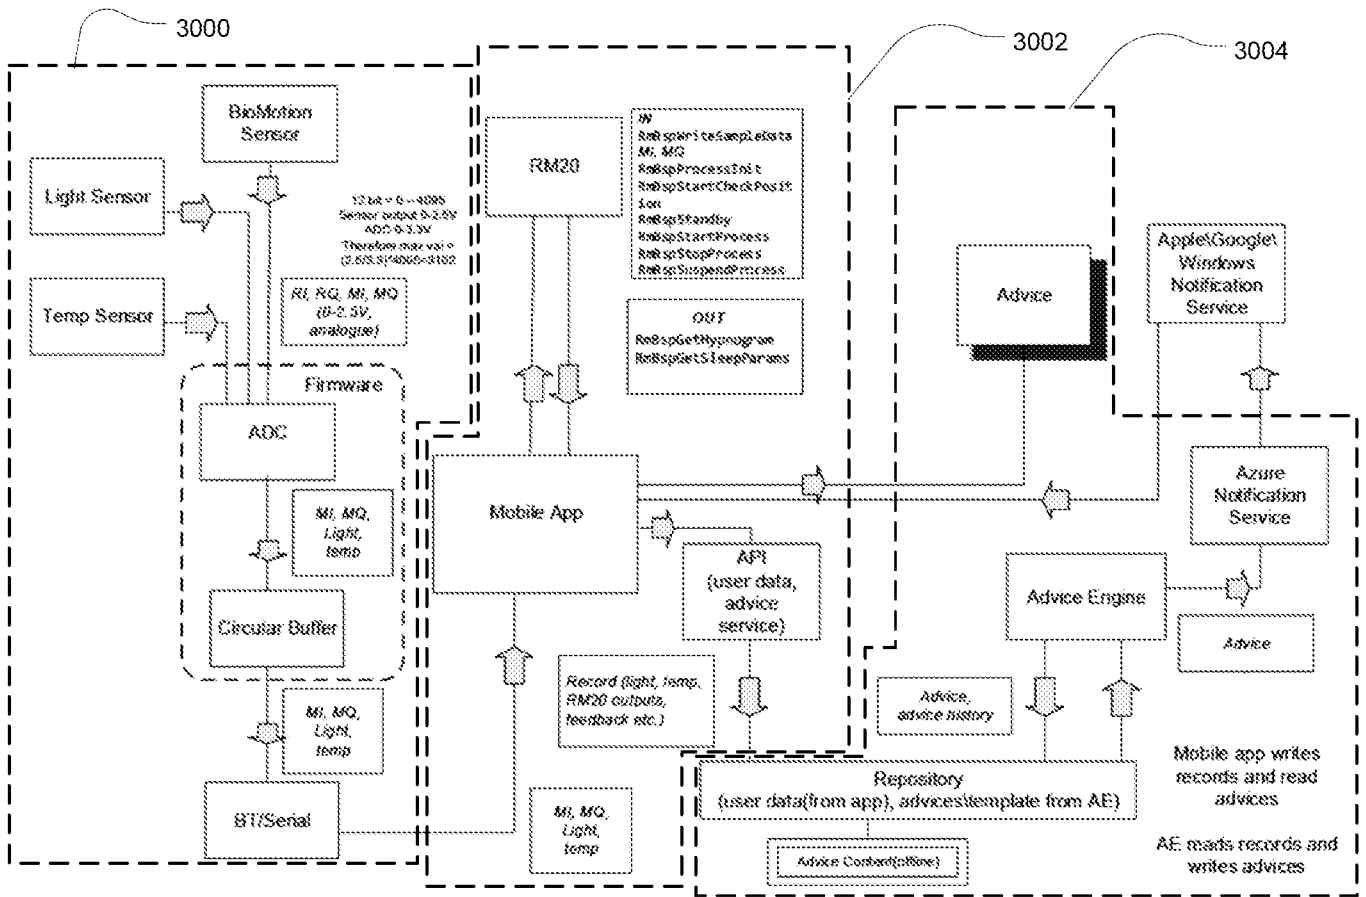 3000
3002
3004
BioMotion
Sensor
Light Sensor
Temp Sensor
12 bit = 0 – 4095
Sensor output 0-2.5V
ADC 0-3.3V
Therefore max val =
(2.5/3.3)*4095=3102
RI, RQ, MI, MQ
(0-2.5V,
analogue)
Firmware
ADC
MI, MQ,
Light,
temp
Circular Buffer
MI, MQ,
Light,
temp
BT/Serial
RM20
IN
RmBspWriteSampleData
MI, MQ
RmBspProcessInit
RmBspStartCheckPosit
ion
RmBspStandby
RmBspStartProcess
RmBspStopProcess
RmBspSuspendProcess
OUT
RmBspGetHypnogram
RmBspGetSleepParams
Mobile App
API
(user data,
advice
service)
Record (light, temp,
RM20 outputs,
feedback etc.)
MI, MQ,
Light,
temp
Advice
Apple\Google\
Windows
Notification
Service
Azure
Notification
Service
Advice Engine
Advice
Advice,
advice history
Repository
(user data(from app), advices\template from AE)
Advice Content(offline)
Mobile app writes
records and read
advices
AE reads records and
writes advices